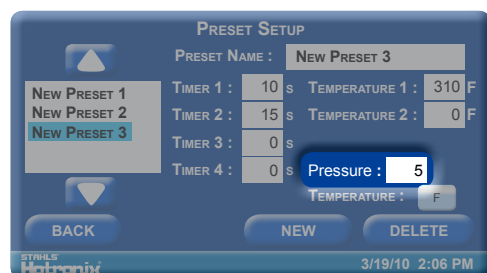 PRESET SETUP
PRESET NAME : NEW PRESET 3
NEW PRESET 1
NEW PRESET 2
NEW PRESET 3
TIMER 1 : 10 S TEMPERATURE 1 : 310 F
TIMER 2 : 15 S TEMPERATURE 2 : 0 F
TIMER 3 : 0 S
TIMER 4 : 0 S Pressure : 5
TEMPERATURE : F
BACK NEW DELETE
STAHLS'
Hotronix 3/19/10 2:06 PM